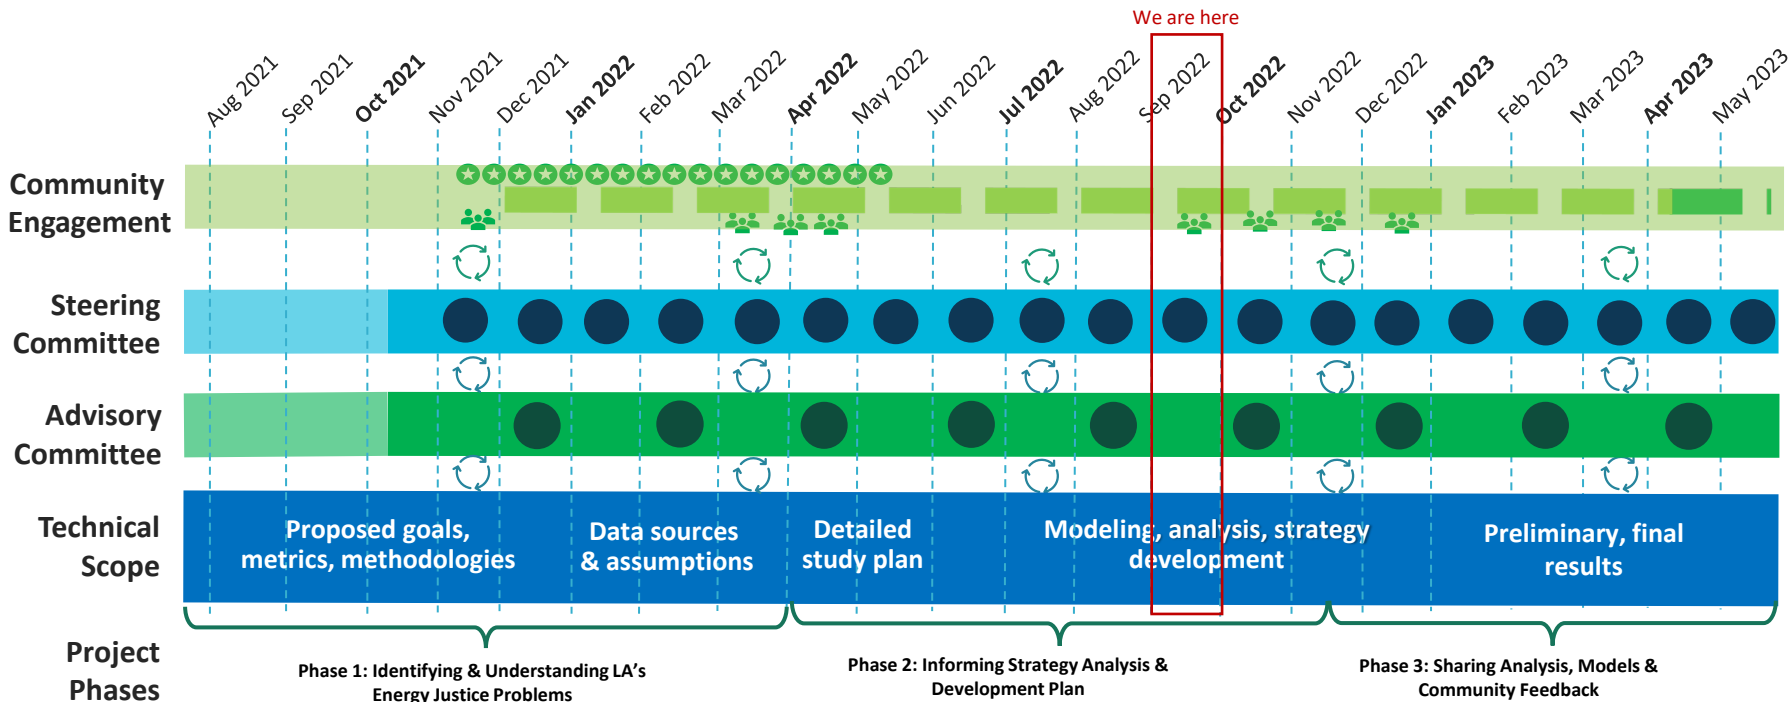 We are here
Aug 2021
Sep 2021
Oct 2021
Nov 2021
Dec 2021
Jan 2022
Feb 2022
Mar 2022
Apr 2022
May 2022
Jun 2022
Jul 2022
Aug 2022
Sep 2022
Oct 2022
Nov 2022
Dec 2022
Jan 2023
Feb 2023
Mar 2023
Apr 2023
May 2023
Community
Engagement
Steering
Committee
Advisory
Committee
Technical
Scope
Proposed goals,
metrics, methodologies
Data sources
& assumptions
Detailed
study plan
Modeling, analysis, strategy
development
Preliminary, final
results
Project
Phases
Phase 1: Identifying & Understanding LA's
Energy Justice Problems
Phase 2: Informing Strategy Analysis &
Development Plan
Phase 3: Sharing Analysis, Models &
Community Feedback